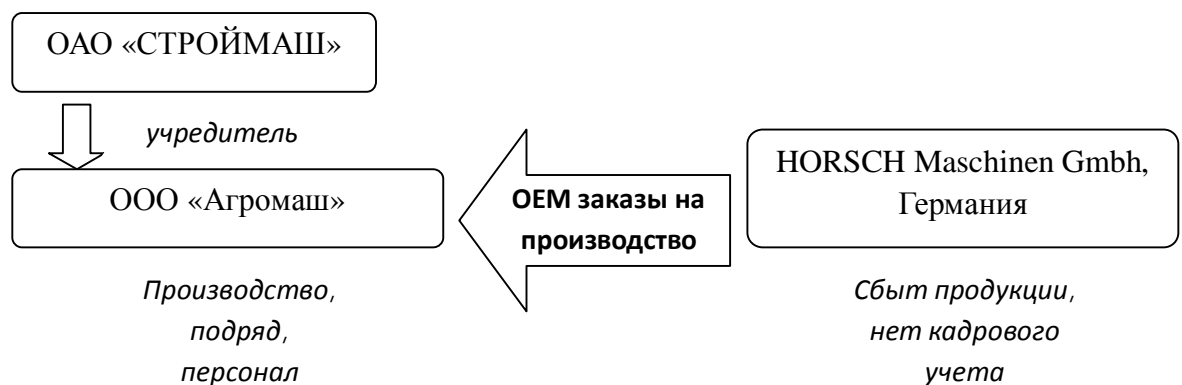 ОАО «СТРОЙМАШ»
учредитель
ООО «Агромаш»
Производство,
подряд,
персонал
ОЕМ заказы на
производство
HORSCH Maschinen Gmbh,
Германия
Сбыт продукции,
нет кадрового
учета